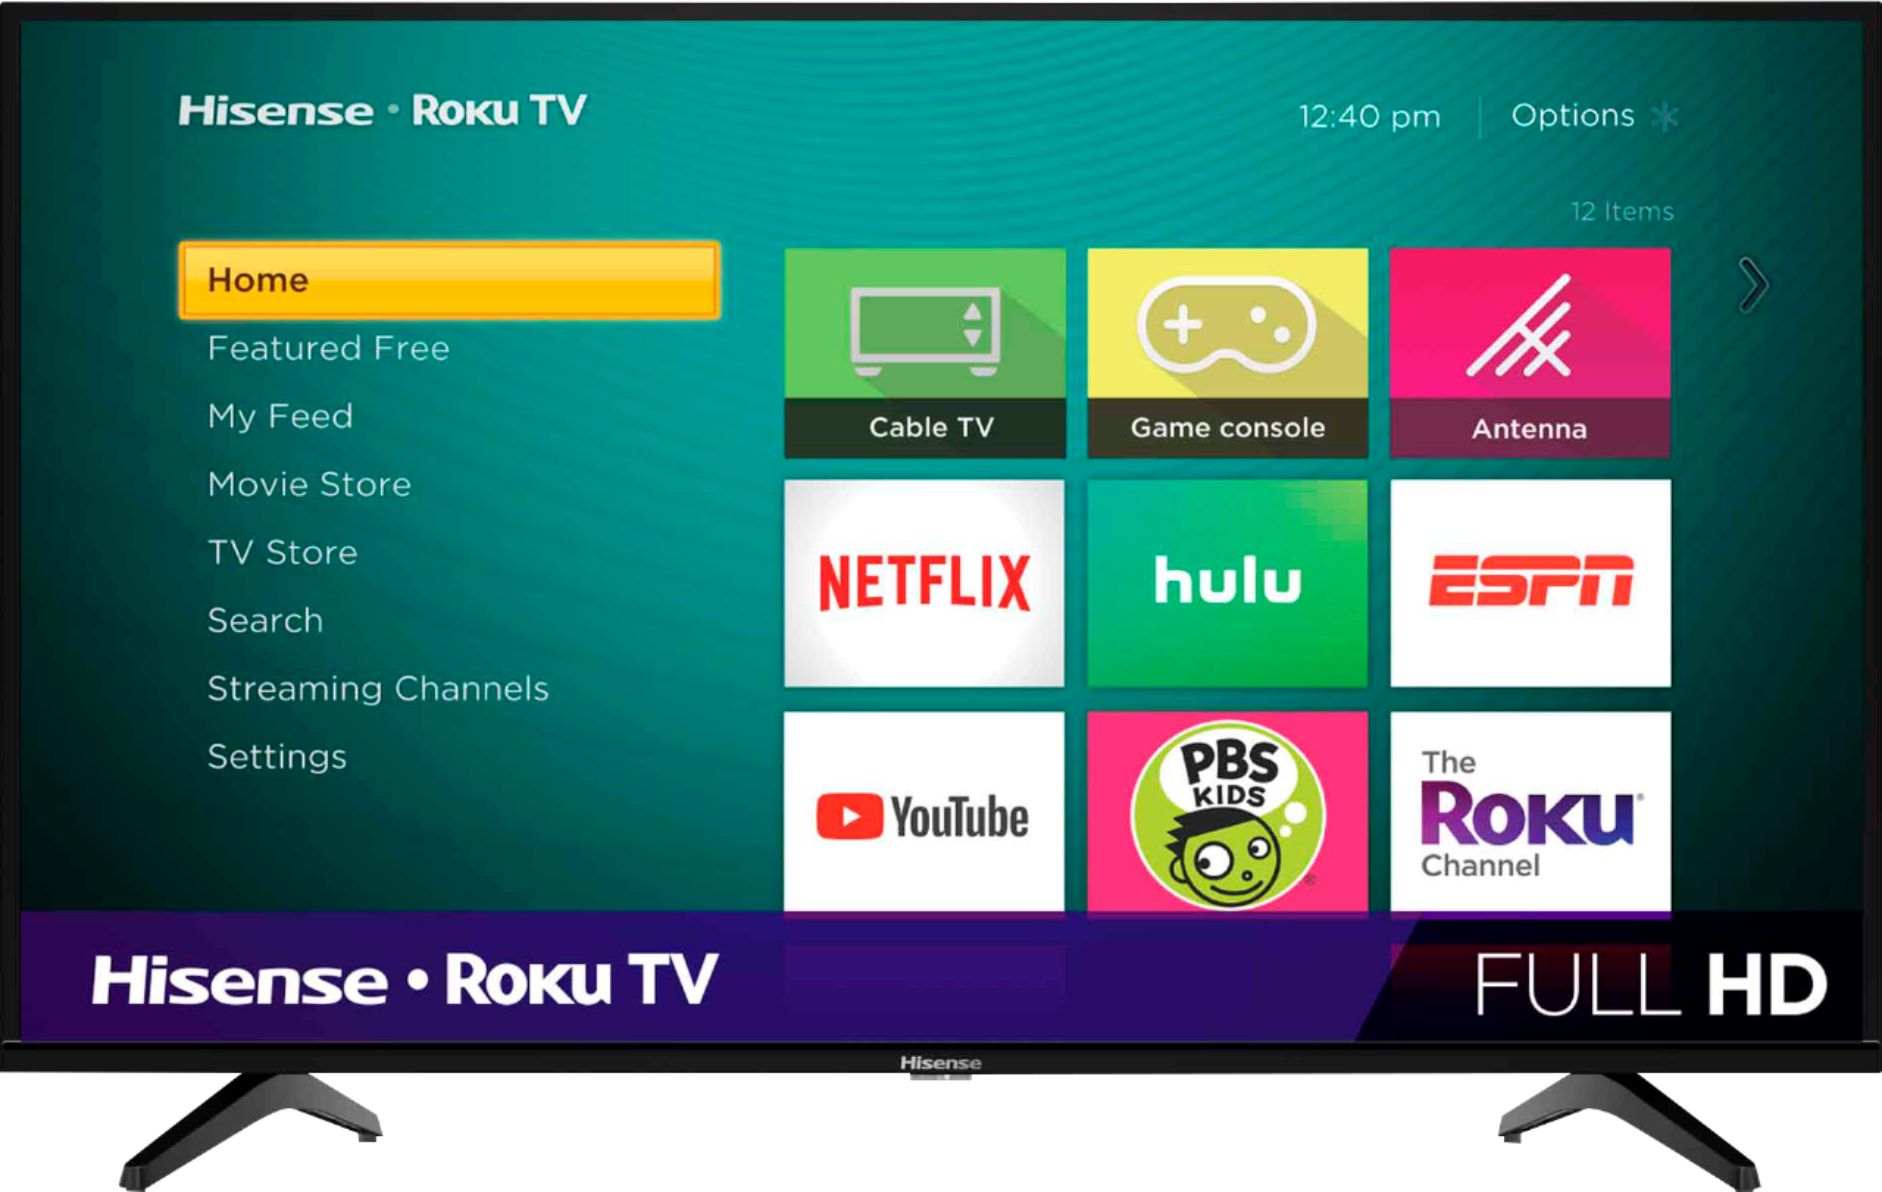 Hisense • Roku TV
12:40 pm
Options
12 Items
Home
Featured Free
My Feed
Movie Store
TV Store
Search
Streaming Channels
Settings
Cable TV
Game console
Antenna
NETFLIX
hulu
ESPN
YouTube
PBS
KIDS
The
Roku
Channel
Hisense • Roku TV
FULL HD
Hisense